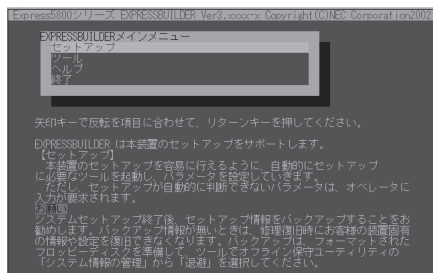 Express5800シリーズ EXPRESSBUILDER Ver3.xxxx-x Copyright(C)NEC Corporation2002
EXPRESSBUILDERメインメニュー
セットアップ
ツール
ヘルプ
終了
矢印キーで反転を項目に合わせて、リターンキーを押してください。
EXPRESSBUILDER は本装置のセットアップをサポートします。
【セットアップ】
本装置のセットアップを容易に行えるように、自動的にセットアップ
に必要なツールを起動し、パラメータを設定していきます。
ただし、セットアップが自動的に判断できないパラメータは、オペレータに
入力が要求されます。
システムセットアップ終了後、セットアップ情報をバックアップすることをお
勧めします。バックアップ情報が無いときは、修理復旧時にお客様の装置固有
の情報や設定を復旧できなくなります。バックアップは、フォーマットされた
フロッピーディスクを準備して、ツールでオフライン保守ユーティリティの
「システム情報の管理」から「退避」を選択してください。